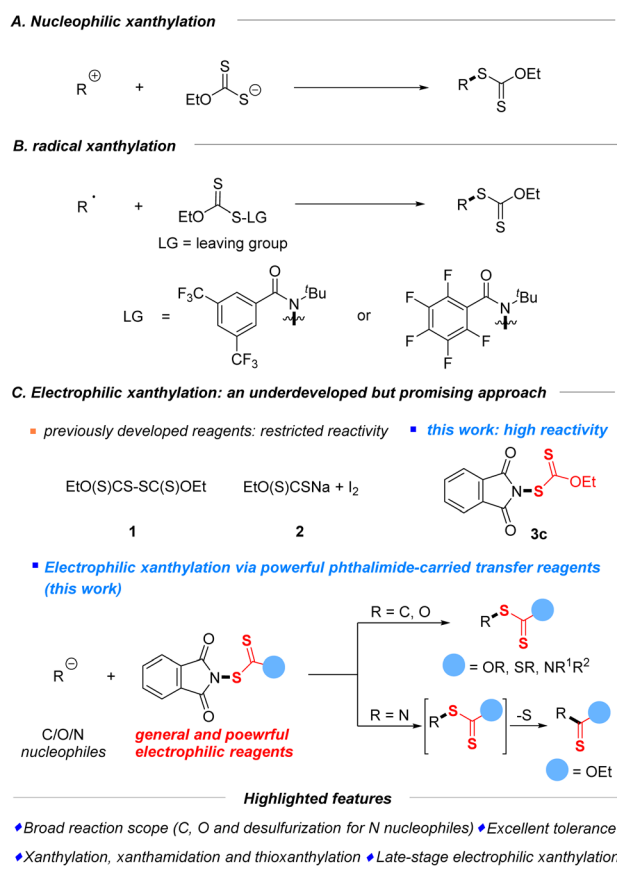 A. Nucleophilic xanthylation
R⊕ + EtO S S⊖ R S OEt S
B. radical xanthylation
R• + EtO S S-LG R S OEt S
LG = leaving group
LG = F3C CF3 O N tBu or F F F F F O N tBu
C. Electrophilic xanthylation: an underdeveloped but promising approach
previously developed reagents: restricted reactivity
this work: high reactivity
EtO(S)CS-SC(S)OEt EtO(S)CSNa + I2 O N O S S OEt
1 2 3c
Electrophilic xanthylation via powerful phthalimide-carried transfer reagents
(this work)
R = C, O R S S
= OR, SR, NR1R2
R⊖ + O N O S S
R = N R S S -S R S
C/O/N
nucleophiles
general and poewrful
electrophilic reagents
= OEt
Highlighted features
♦Broad reaction scope (C, O and desulfurization for N nucleophiles) ♦Excellent tolerance
♦Xanthylation, xanthamidation and thioxanthylation ♦Late-stage electrophilic xanthylation